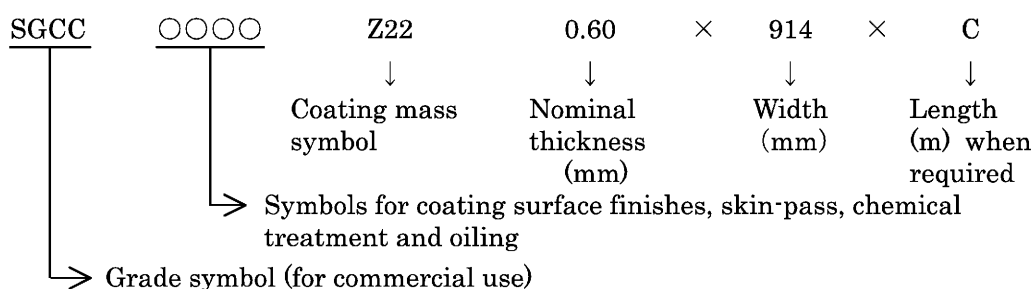 SGCC ○○○○ Z22 0.60 × 914 × C
↓ ↓ ↓ ↓
Coating mass Nominal Width Length
symbol thickness (mm) (m) when
(mm) required
Symbols for coating surface finishes, skin-pass, chemical
treatment and oiling
Grade symbol (for commercial use)